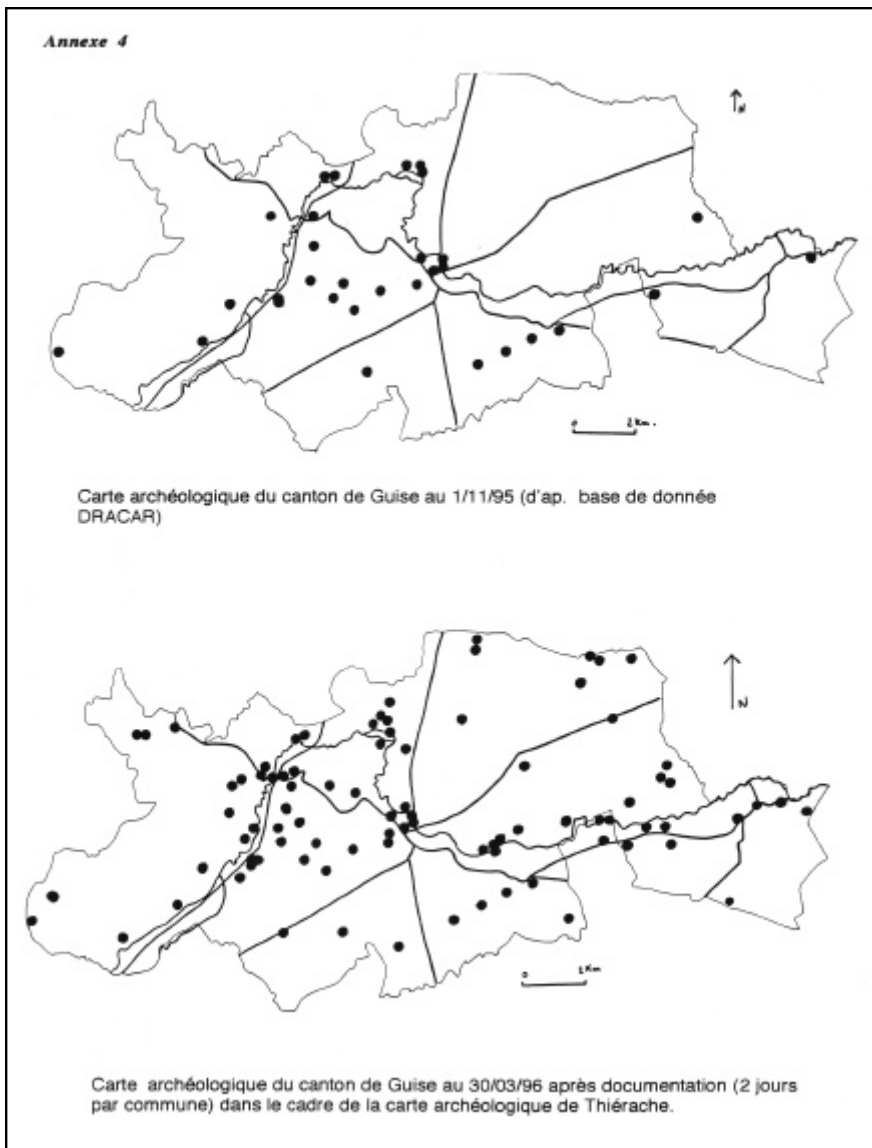 Annexe 4
N
0 2 Km.
Carte archéologique du canton de Guise au 1/11/95 (d'ap. base de donnée
DRACAR)
N
0 2 Km
Carte archéologique du canton de Guise au 30/03/96 après documentation (2 jours
par commune) dans le cadre de la carte archéologique de Thiérache.